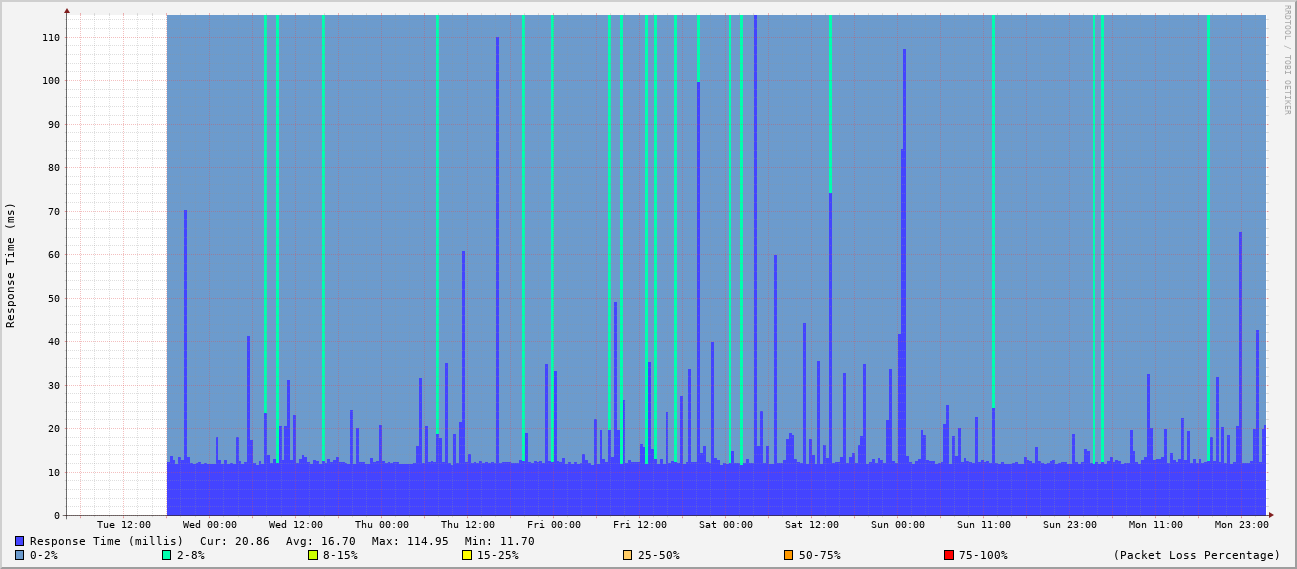 RRDTOOL / TOBI OETIKER
Response Time (ms)
110
100
90
80
70
60
50
40
30
20
10
0
Tue 12:00 Wed 00:00 Wed 12:00 Thu 00:00 Thu 12:00 Fri 00:00 Fri 12:00 Sat 00:00 Sat 12:00 Sun 00:00 Sun 11:00 Sun 23:00 Mon 11:00 Mon 23:00
Response Time (millis) Cur: 20.86 Avg: 16.70 Max: 114.95 Min: 11.70
0-2% 2-8% 8-15% 15-25% 25-50% 50-75% 75-100% (Packet Loss Percentage)